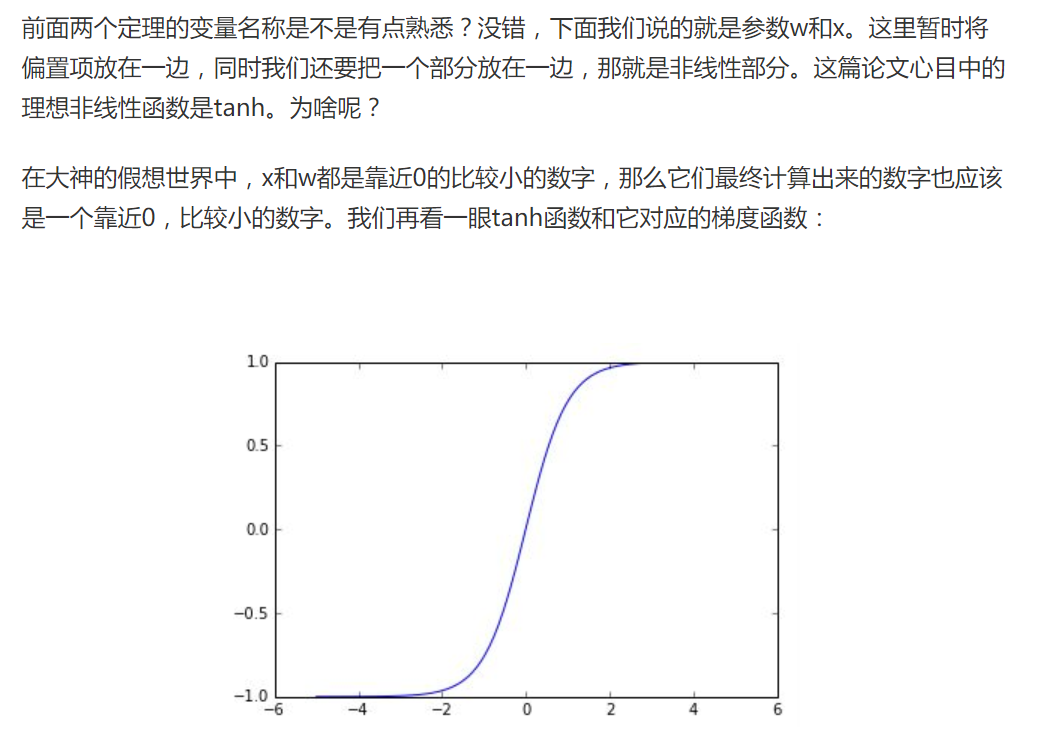 前面两个定理的变量名称是不是有点熟悉？没错，下面我们说的就是参数w和x。这里暂时将
偏置项放在一边，同时我们还要把一个部分放在一边，那就是非线性部分。这篇论文心目中的
理想非线性函数是tanh。为啥呢？
在大神的假想世界中，x和w都是靠近0的比较小的数字，那么它们最终计算出来的数字也应该
是一个靠近0，比较小的数字。我们再看一眼tanh函数和它对应的梯度函数：
1.0
0.5
0.0
−0.5
−1.0
−6 −4 −2 0 2 4 6